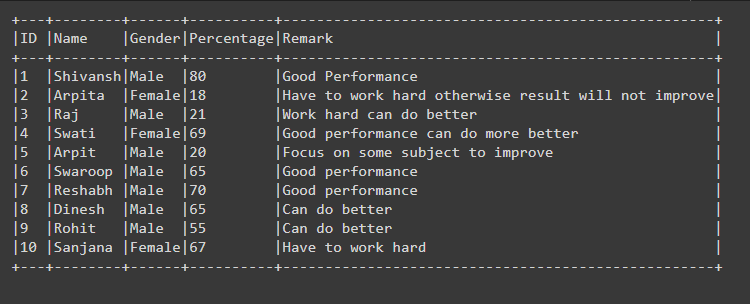 +---+--------+------+----------+------------------------------------------------------+
|ID |Name    |Gender|Percentage|Remark                                                |
+---+--------+------+----------+------------------------------------------------------+
|1  |Shivansh|Male  |80        |Good Performance                                      |
|2  |Arpita  |Female|18        |Have to work hard otherwise result will not improve|
|3  |Raj     |Male  |21        |Work hard can do better                               |
|4  |Swati   |Female|69        |Good performance can do more better                   |
|5  |Arpit   |Male  |20        |Focus on some subject to improve                      |
|6  |Swaroop |Male  |65        |Good performance                                      |
|7  |Reshabh |Male  |70        |Good performance                                      |
|8  |Dinesh  |Male  |65        |Can do better                                         |
|9  |Rohit   |Male  |55        |Can do better                                         |
|10 |Sanjana |Female|67        |Have to work hard                                     |
+---+--------+------+----------+------------------------------------------------------+